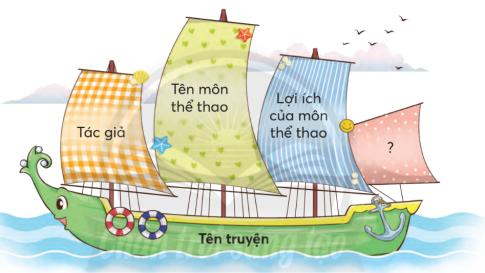 Tác giả
Tên môn
thể thao
Lợi ích
của môn
thể thao
?
Tên truyện